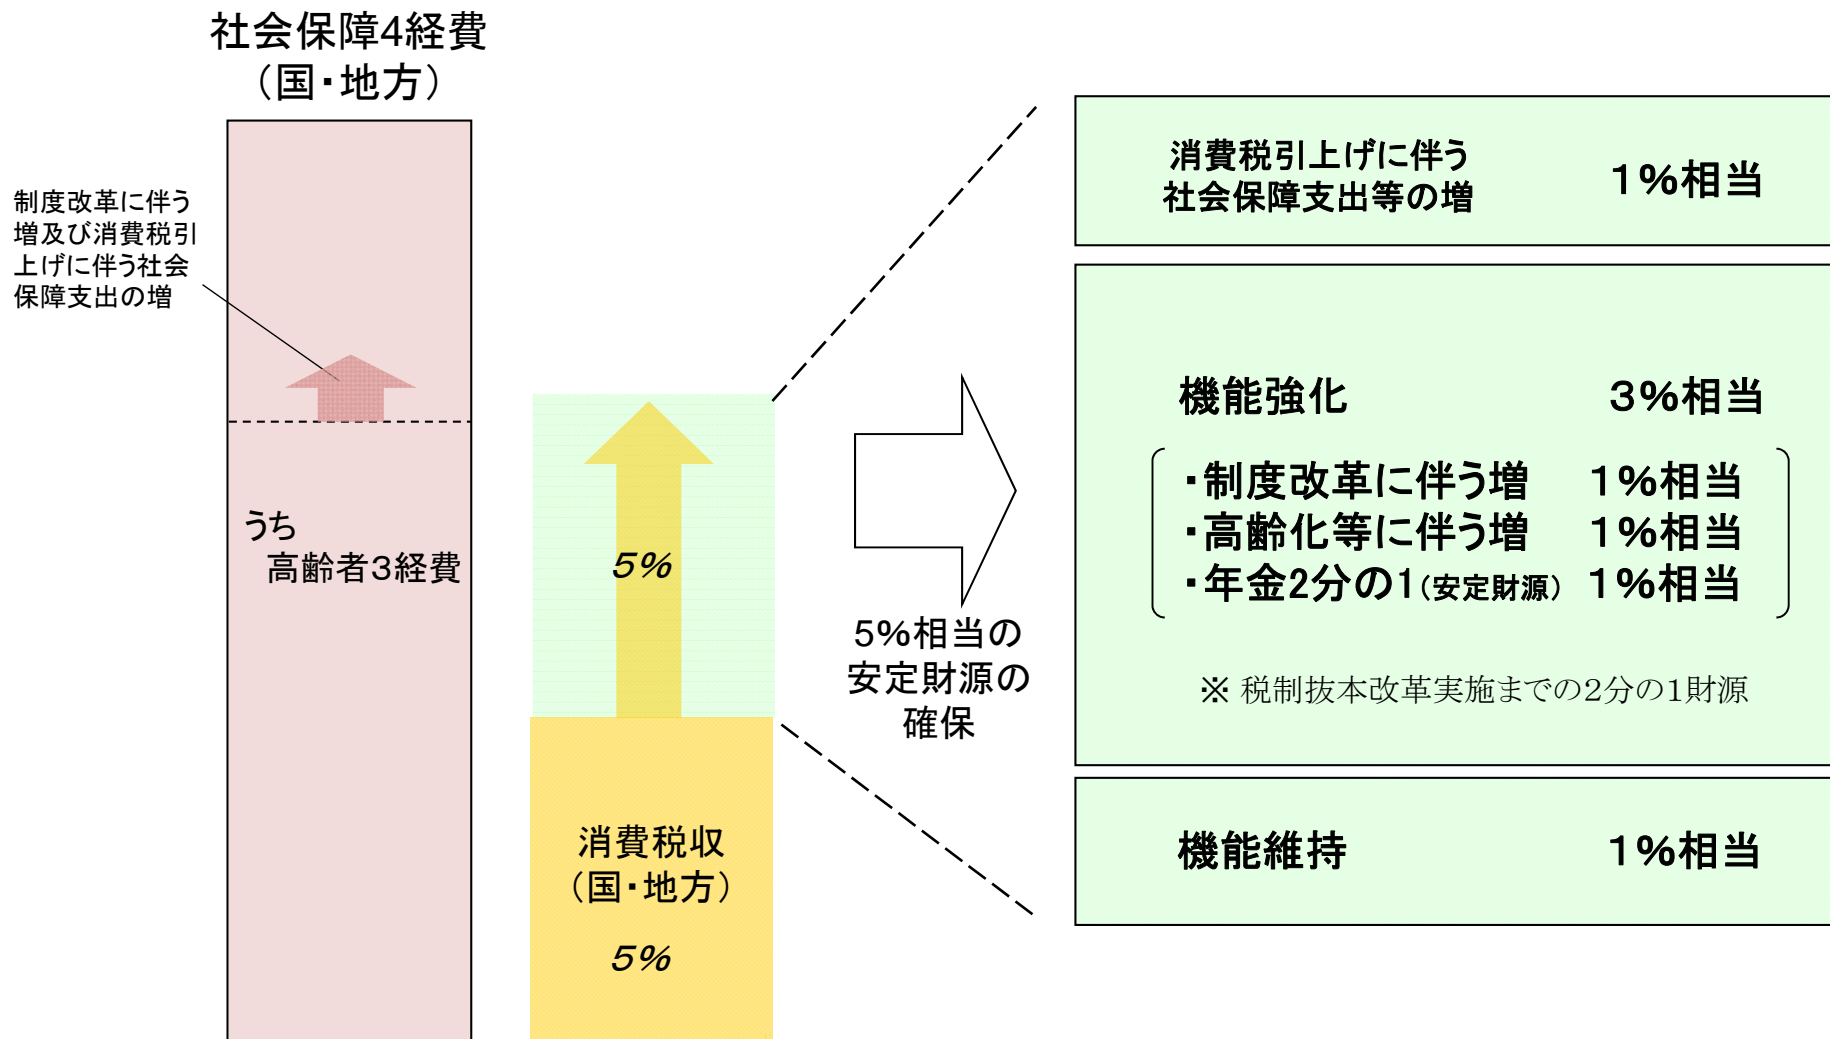 社会保障4経費
（国・地方）
制度改革に伴う
増及び消費税引
上げに伴う社会
保障支出の増
うち
高齢者3経費
5%
消費税収
（国・地方）
5%
5%相当の
安定財源の
確保
消費税引上げに伴う
社会保障支出等の増 1%相当
機能強化 3%相当
・制度改革に伴う増 1%相当
・高齢化等に伴う増 1%相当
・年金2分の1（安定財源） 1%相当
※ 税制抜本改革実施までの2分の1財源
機能維持 1%相当